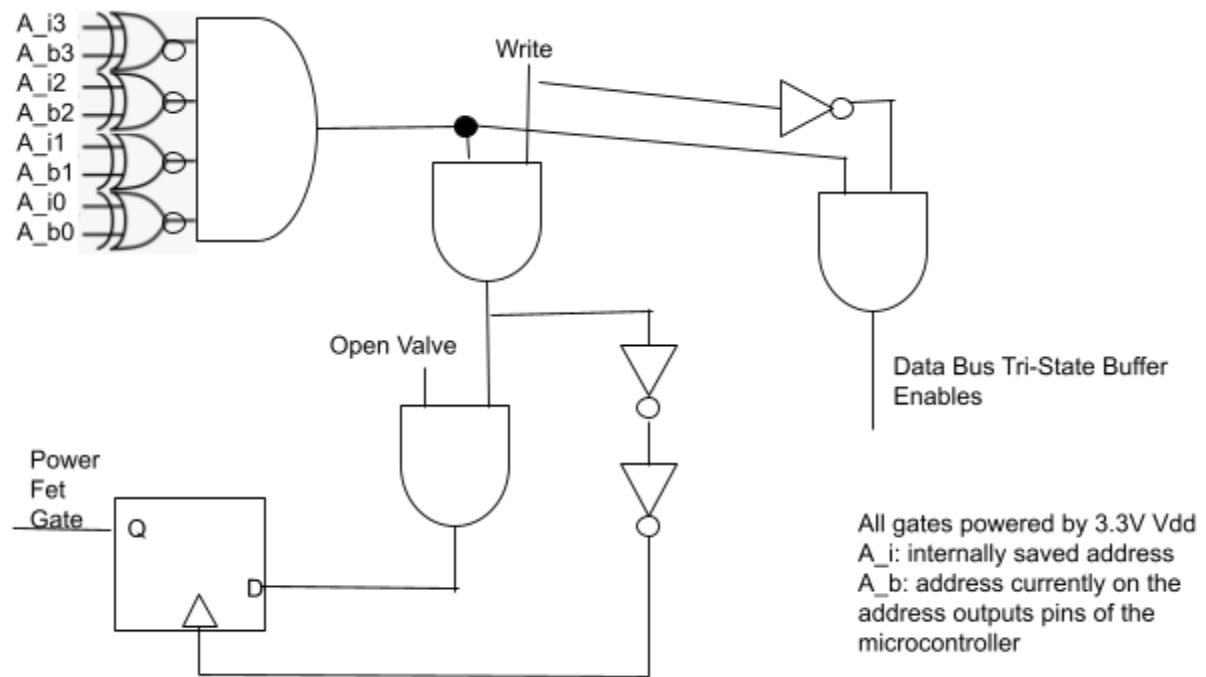 A_i3
A_b3
A_i2
A_b2
A_i1
A_b1
A_i0
A_b0
Write
Open Valve
Data Bus Tri-State Buffer
Enables
Power
Fet
Gate
Q
D
All gates powered by 3.3V Vdd
A_i: internally saved address
A_b: address currently on the
address outputs pins of the
microcontroller